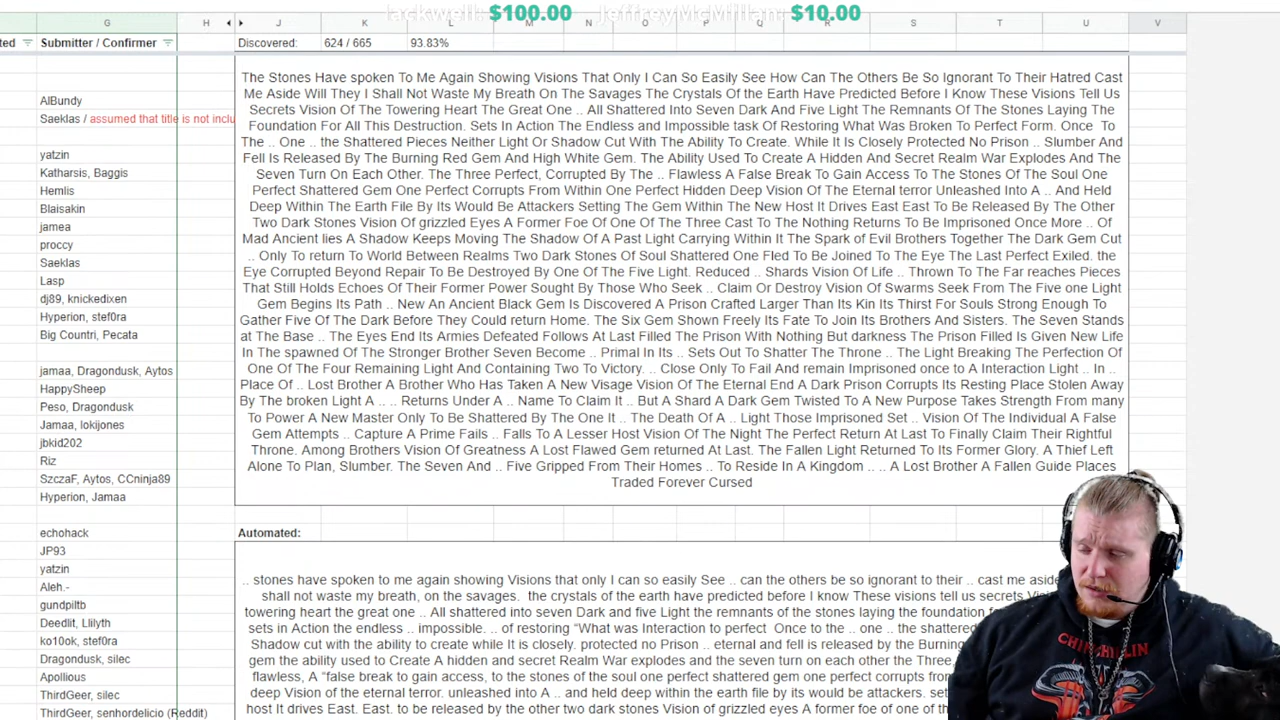 lackwell: $100.00 JeffreyMcMillan: $10.00
G H J K L M N O P Q R S T U V
ted Submitter / Confirmer Discovered: 624 / 665 93.83%
AlBundy
Saeklas / assumed that title is not inclu
yatzin
Katharsis, Baggis
Hemlis
Blaisakin
jamea
proccy
Saeklas
Lasp
dj89, knickedixen
Hyperion, stef0ra
Big Countri, Pecata
jamaa, Dragondusk, Aytos
HappySheep
Peso, Dragondusk
Jamaa, lokijones
jbkid202
Riz
SzczaF, Aytos, CCninja89
Hyperion, Jamaa
echohack
JP93
yatzin
Aleh.-
gundpiltb
Deedlit, Llilyth
ko10ok, stef0ra
Dragondusk, silec
Apollious
ThirdGeer, silec
ThirdGeer, senhordelicio (Reddit)
The Stones Have spoken To Me Again Showing Visions That Only I Can So Easily See How Can The Others Be So Ignorant To Their Hatred Cast
Me Aside Will They I Shall Not Waste My Breath On The Savages The Crystals Of the Earth Have Predicted Before I Know These Visions Tell Us
Secrets Vision Of The Towering Heart The Great One .. All Shattered Into Seven Dark And Five Light The Remnants Of The Stones Laying The
Foundation For All This Destruction. Sets In Action The Endless and Impossible task Of Restoring What Was Broken To Perfect Form. Once To
The .. One .. the Shattered Pieces Neither Light Or Shadow Cut With The Ability To Create. While It Is Closely Protected No Prison .. Slumber And
Fell Is Released By The Burning Red Gem And High White Gem. The Ability Used To Create A Hidden And Secret Realm War Explodes And The
Seven Turn On Each Other. The Three Perfect, Corrupted By The .. Flawless A False Break To Gain Access To The Stones Of The Soul One
Perfect Shattered Gem One Perfect Corrupts From Within One Perfect Hidden Deep Vision Of The Eternal terror Unleashed Into A .. And Held
Deep Within The Earth File By Its Would Be Attackers Setting The Gem Within The New Host It Drives East East To Be Released By The Other
Two Dark Stones Vision Of grizzled Eyes A Former Foe Of One Of The Three Cast To The Nothing Returns To Be Imprisoned Once More .. Of
Mad Ancient lies A Shadow Keeps Moving The Shadow Of A Past Light Carrying Within It The Spark of Evil Brothers Together The Dark Gem Cut
.. Only To return To World Between Realms Two Dark Stones Of Soul Shattered One Fled To Be Joined To The Eye The Last Perfect Exiled. the
Eye Corrupted Beyond Repair To Be Destroyed By One Of The Five Light. Reduced .. Shards Vision Of Life .. Thrown To The Far reaches Pieces
That Still Holds Echoes Of Their Former Power Sought By Those Who Seek .. Claim Or Destroy Vision Of Swarms Seek From The Five one Light
Gem Begins Its Path .. New An Ancient Black Gem Is Discovered A Prison Crafted Larger Than Its Kin Its Thirst For Souls Strong Enough To
Gather Five Of The Dark Before They Could return Home. The Six Gem Shown Freely Its Fate To Join Its Brothers And Sisters. The Seven Stands
at The Base .. The Eyes End Its Armies Defeated Follows At Last Filled The Prison With Nothing But darkness The Prison Filled Is Given New Life
In The spawned Of The Stronger Brother Seven Become .. Primal In Its .. Sets Out To Shatter The Throne .. The Light Breaking The Perfection Of
One Of The Four Remaining Light And Containing Two To Victory. .. Close Only To Fail and Remain Imprisoned once to A Interaction Light .. In ..
Place Of .. Lost Brother A Brother Who Has Taken A New Visage Vision Of The Eternal End A Dark Prison Corrupts Its Resting Place Stolen Away
By The broken Light A .. .. Returns Under A .. Name To Claim It .. But A Shard A Dark Gem Twisted To A New Purpose Takes Strength From many
To Power A New Master Only To Be Shattered By The One It .. The Death Of A .. Light Those Imprisoned Set .. Vision Of The Individual A False
Gem Attempts .. Capture A Prime Fails .. Falls To A Lesser Host Vision Of The Night The Perfect Return At Last To Finally Claim Their Rightful
Throne. Among Brothers Vision Of Greatness A Lost Flawed Gem returned At Last. The Fallen Light Returned To Its Former Glory. A Thief Left
Alone To Plan, Slumber. The Seven And .. Five Gripped From Their Homes .. To Reside In A Kingdom .. .. A Lost Brother A Fallen Guide Places
Traded Forever Cursed
Automated:
.. stones have spoken to me again showing Visions that only I can so easily See .. can the others be so ignorant to their .. cast me aside
shall not waste my breath, on the savages. the crystals of the earth have predicted before I know These visions tell us secrets
towering heart the great one .. All shattered into seven Dark and five Light the remnants of the stones laying the foundation
sets in Action the endless .. impossible. .. of restoring “What was Interaction to perfect Once to the .. one .. the shattered
Shadow cut with the ability to create while It is closely. protected no Prison .. eternal and fell is released by the Burning
gem the ability used to Create A hidden and secret Realm War explodes and the seven turn on each other the Three,
flawless, A “false break to gain access, to the stones of the soul one perfect shattered gem one perfect corrupts from
deep Vision of the eternal terror. unleashed into A .. and held deep within the earth file by its would be attackers.
host It drives East. East. to be released by the other two dark stones Vision of grizzled eyes A former foe of one of
CHINCHILLIN